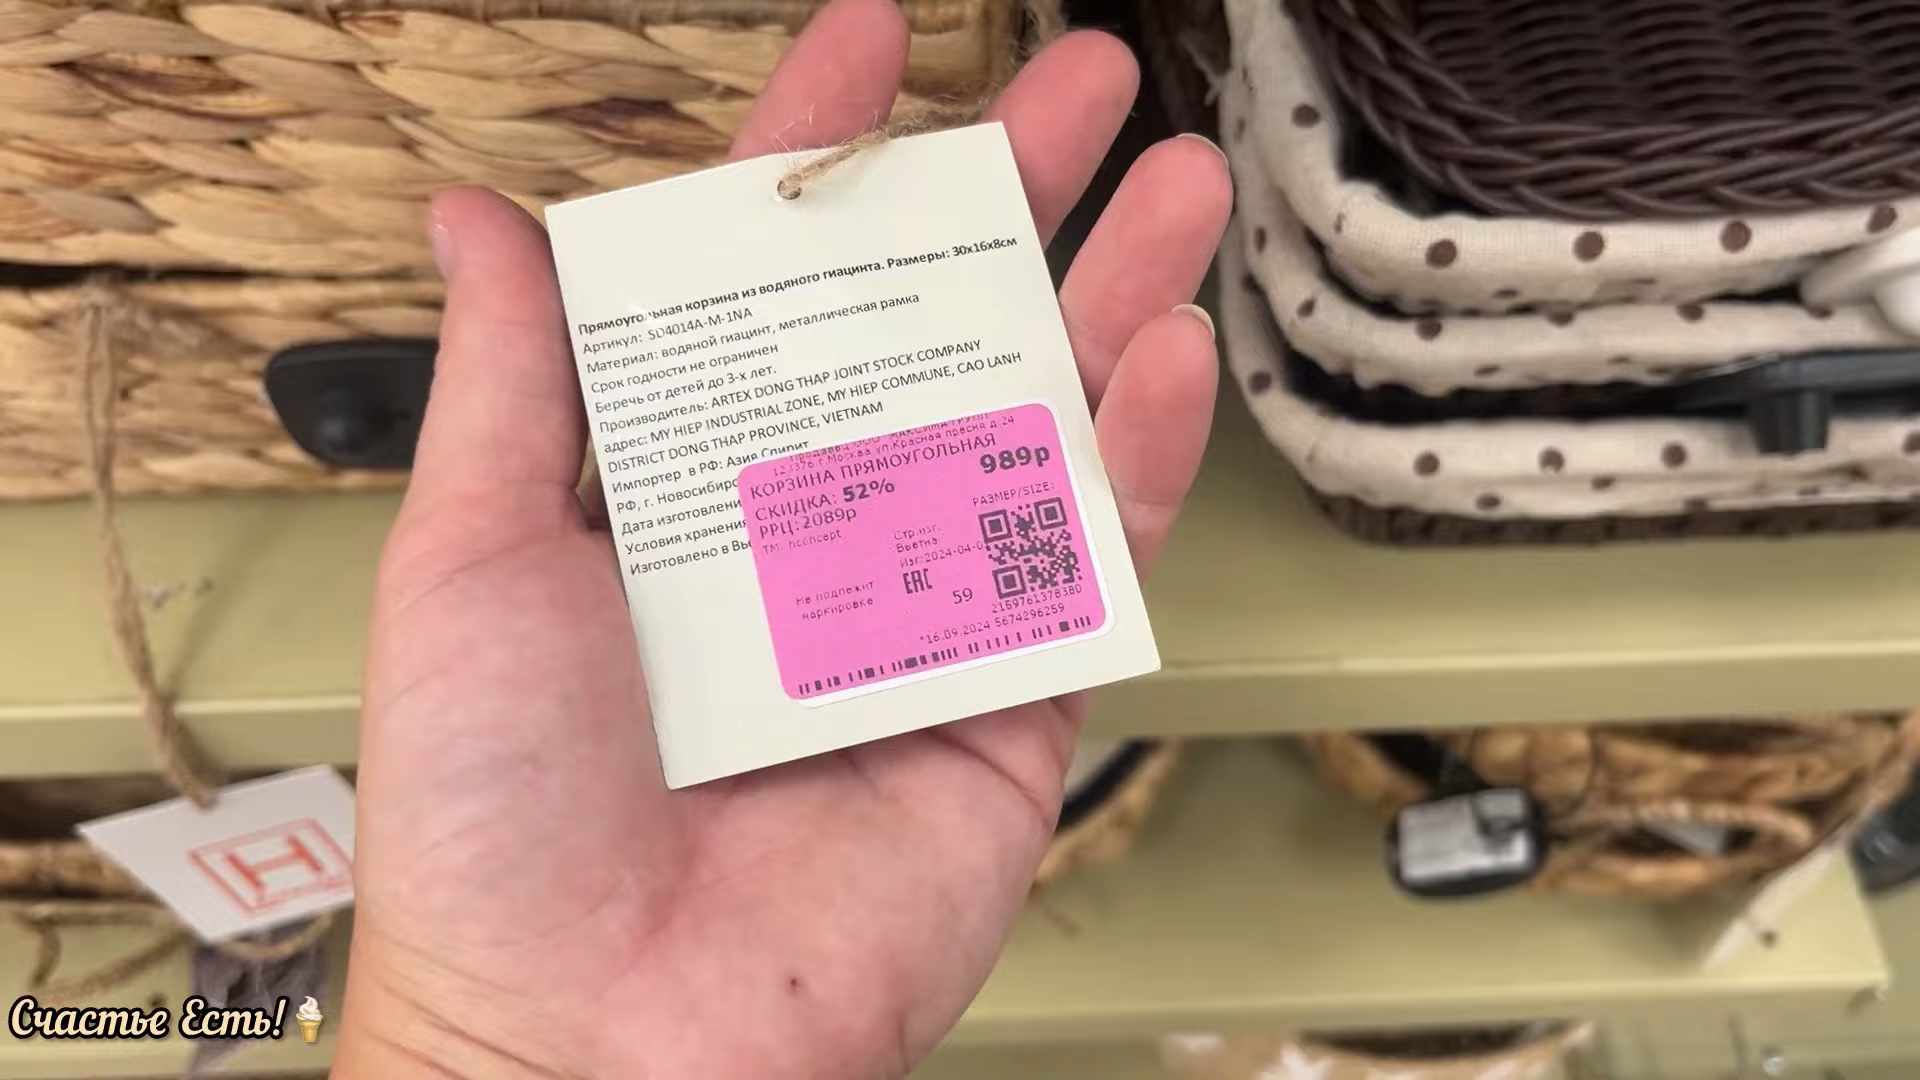 Прямоугольная корзина из водяного гиацинта. Размеры: 30х16х8см
Артикул: SD4014A-M-1NA
Материал: водяной гиацинт, металлическая рамка
Срок годности не ограничен
Беречь от детей до 3-х лет.
Производитель: ARTEX DONG THAP JOINT STOCK COMPANY
адрес: MY HIEP INDUSTRIAL ZONE, MY HIEP COMMUNE, CAO LANH
DISTRICT DONG THAP PROVINCE, VIETNAM
Импортер в РФ: Азия Спирит
РФ, г. Новосибирс
Дата изготовлени
Условия хранения
Изготовлено в Вь
г.Москва ул.Красная пресня д.24
КОРЗИНА ПРЯМОУГОЛЬНАЯ
СКИДКА: 52% 989р
РРЦ:2089р
РАЗМЕР/SIZE:
Стр.изг.
Вьетна
Изг:2024-04-0
Не подлежит
маркировке
EAC
59
2159761378380
*16.09.2024 5674296259
H
Счастье Есть!